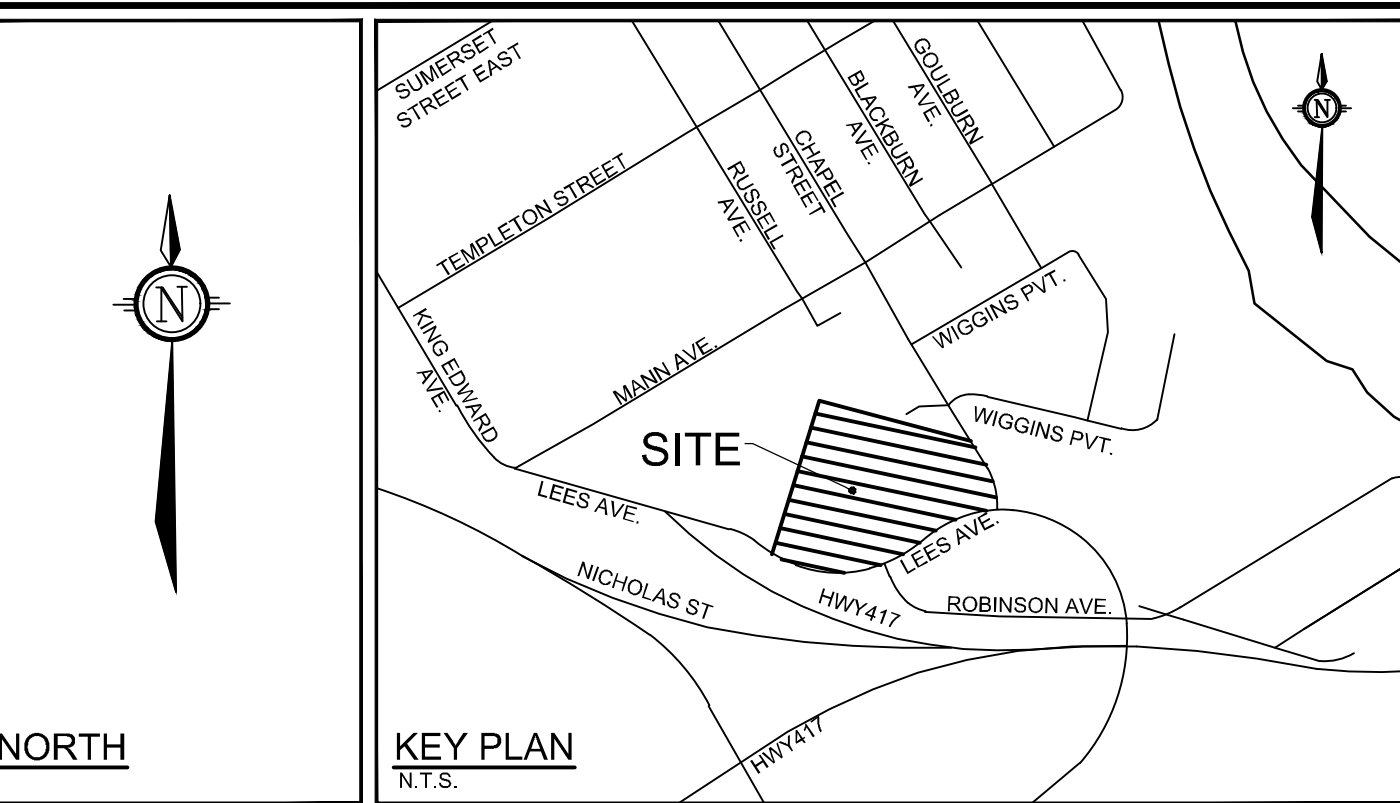 SUMERSET
STREET EAST
GOULBURN
AVE.
BLACKBURN
AVE.
CHAPEL
STREET
RUSSELL
AVE.
N
TEMPLETON STREET
N
WIGGINS PVT.
KING EDWARD
AVE.
MANN AVE.
WIGGINS PVT.
SITE
LEES AVE.
LEES AVE.
NICHOLAS ST
HWY417
ROBINSON AVE.
HWY417
NORTH
KEY PLAN
N.T.S.